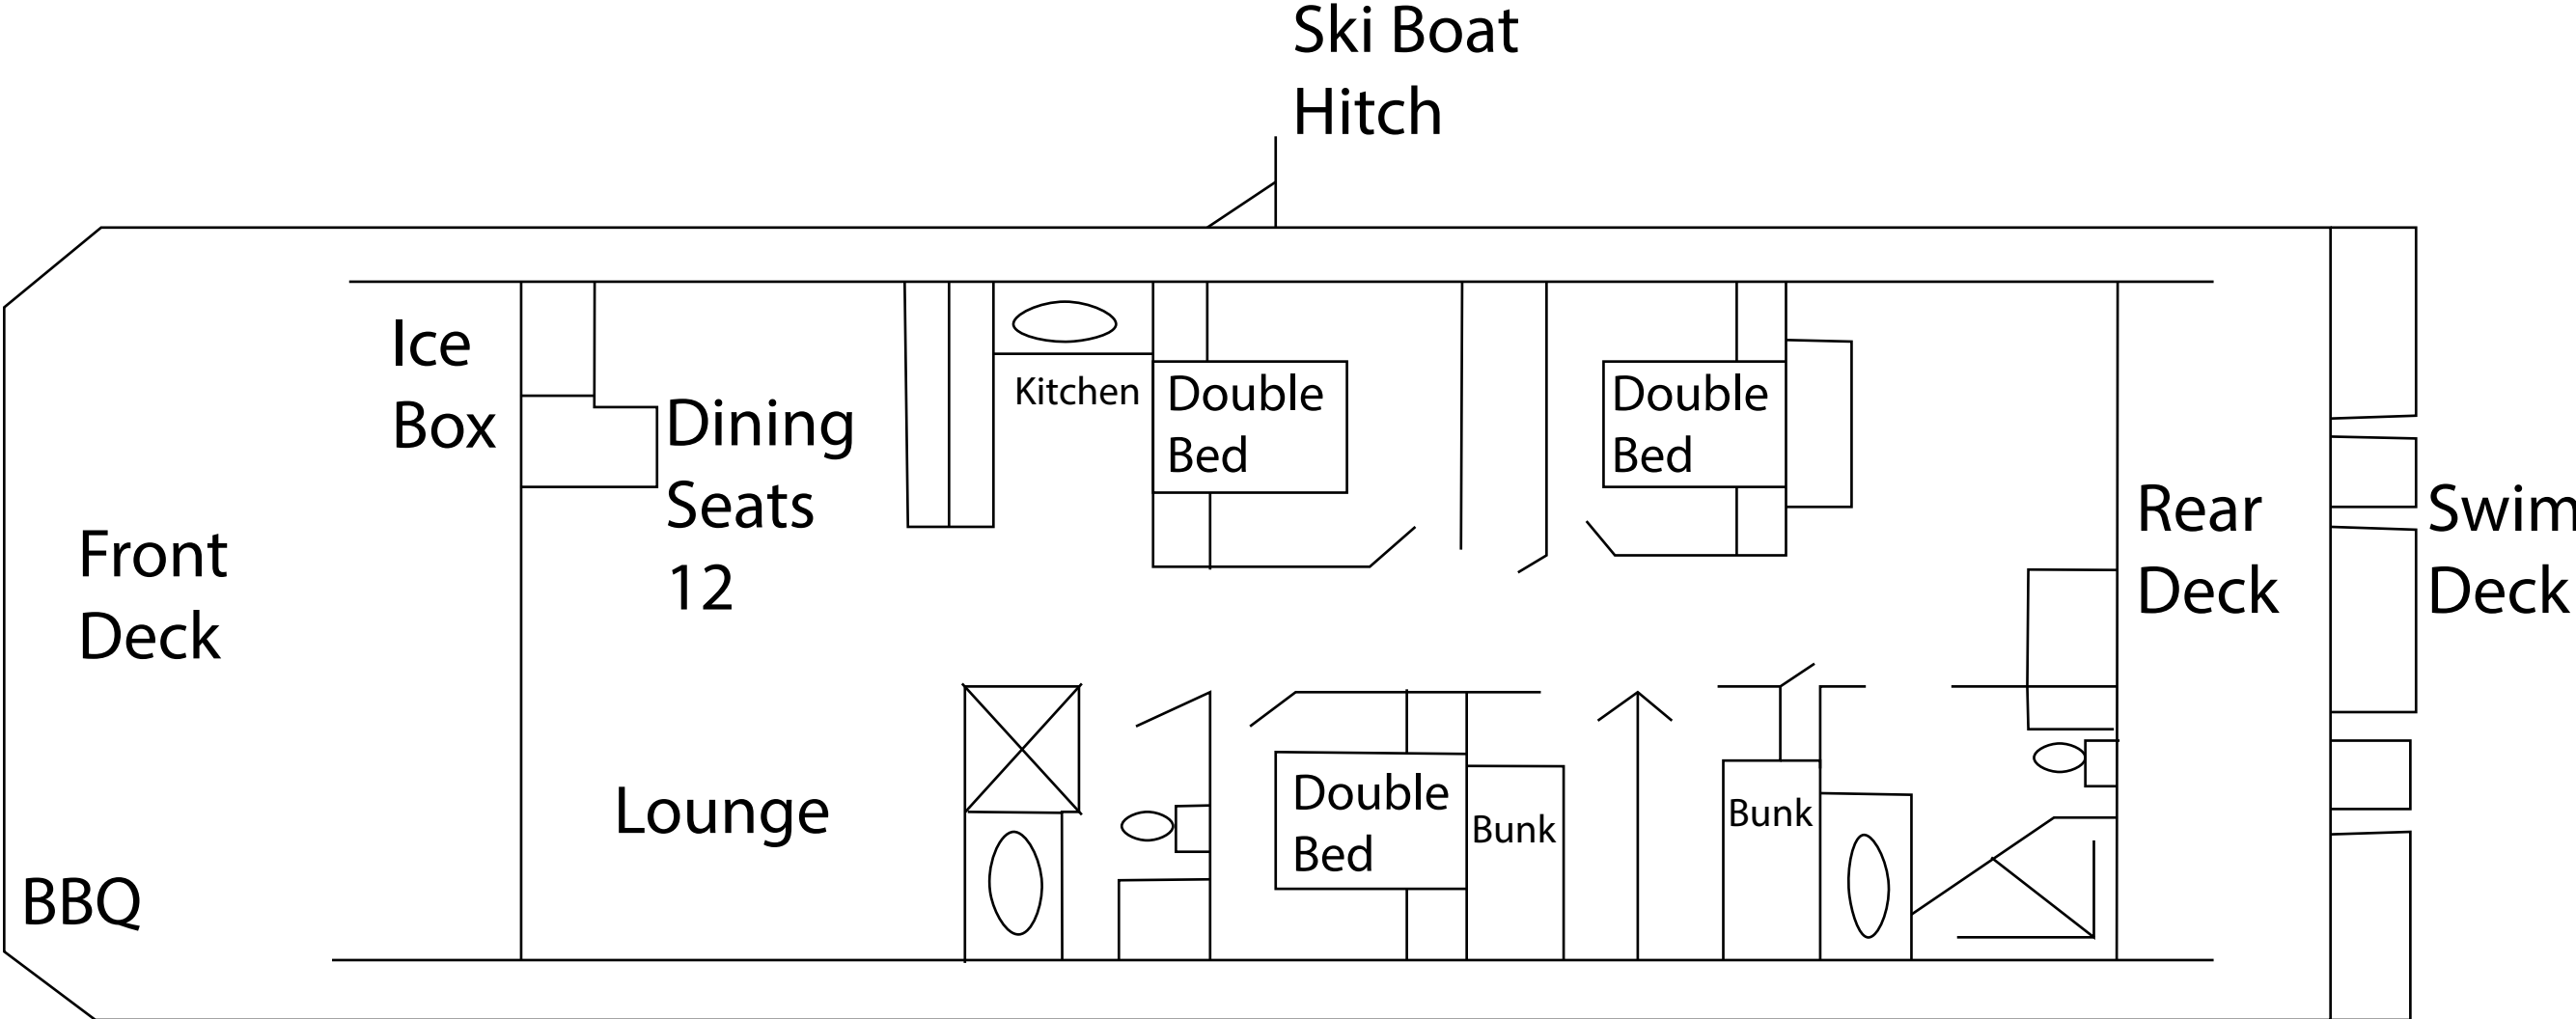 Ski Boat
Hitch
Ice
Box
Dining
Seats
12
Kitchen
Double
Bed
Double
Bed
Front
Deck
Rear
Deck
Swim
Deck
Lounge
BBQ
Double
Bed
Bunk
Bunk